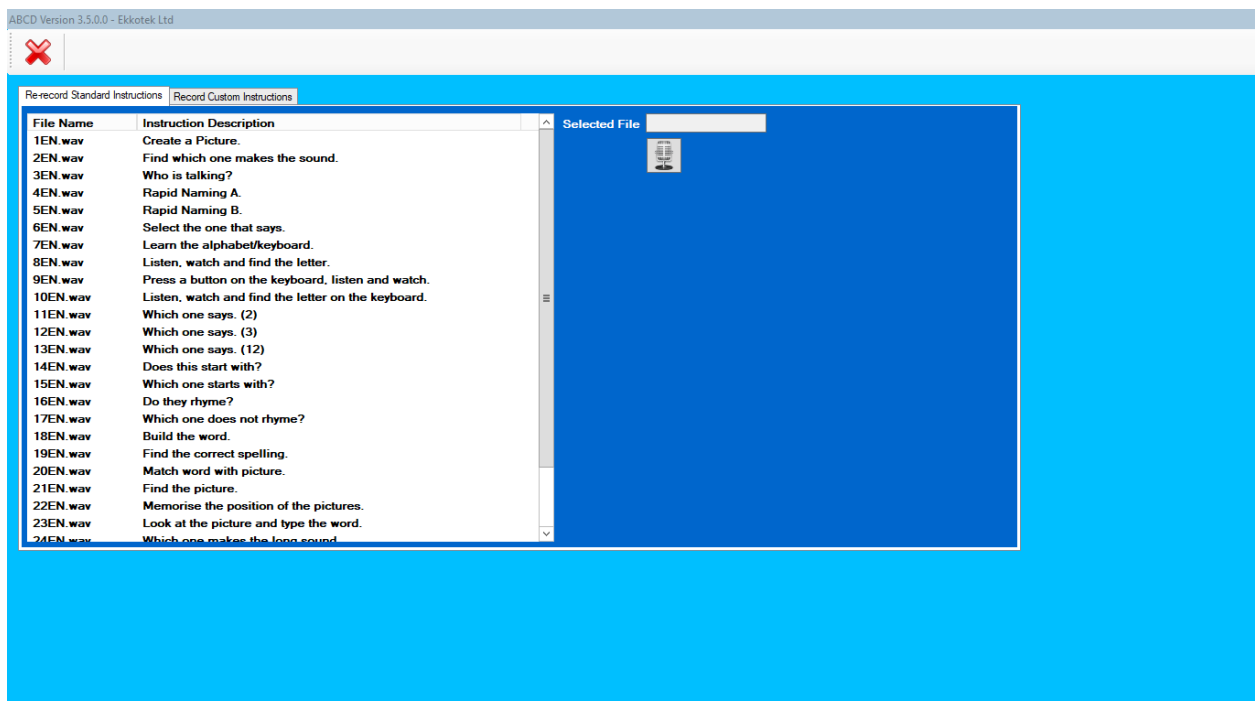 ABCD Version 3.5.0.0 - Ekkotek Ltd
Re-record Standard Instructions Record Custom Instructions
File Name Instruction Description Selected File
1EN.wav Create a Picture.
2EN.wav Find which one makes the sound.
3EN.wav Who is talking?
4EN.wav Rapid Naming A.
5EN.wav Rapid Naming B.
6EN.wav Select the one that says.
7EN.wav Learn the alphabet/keyboard.
8EN.wav Listen, watch and find the letter.
9EN.wav Press a button on the keyboard, listen and watch.
10EN.wav Listen, watch and find the letter on the keyboard.
11EN.wav Which one says. (2)
12EN.wav Which one says. (3)
13EN.wav Which one says. (12)
14EN.wav Does this start with?
15EN.wav Which one starts with?
16EN.wav Do they rhyme?
17EN.wav Which one does not rhyme?
18EN.wav Build the word.
19EN.wav Find the correct spelling.
20EN.wav Match word with picture.
21EN.wav Find the picture.
22EN.wav Memorise the position of the pictures.
23EN.wav Look at the picture and type the word.
24EN.wav Which one makes the long sound